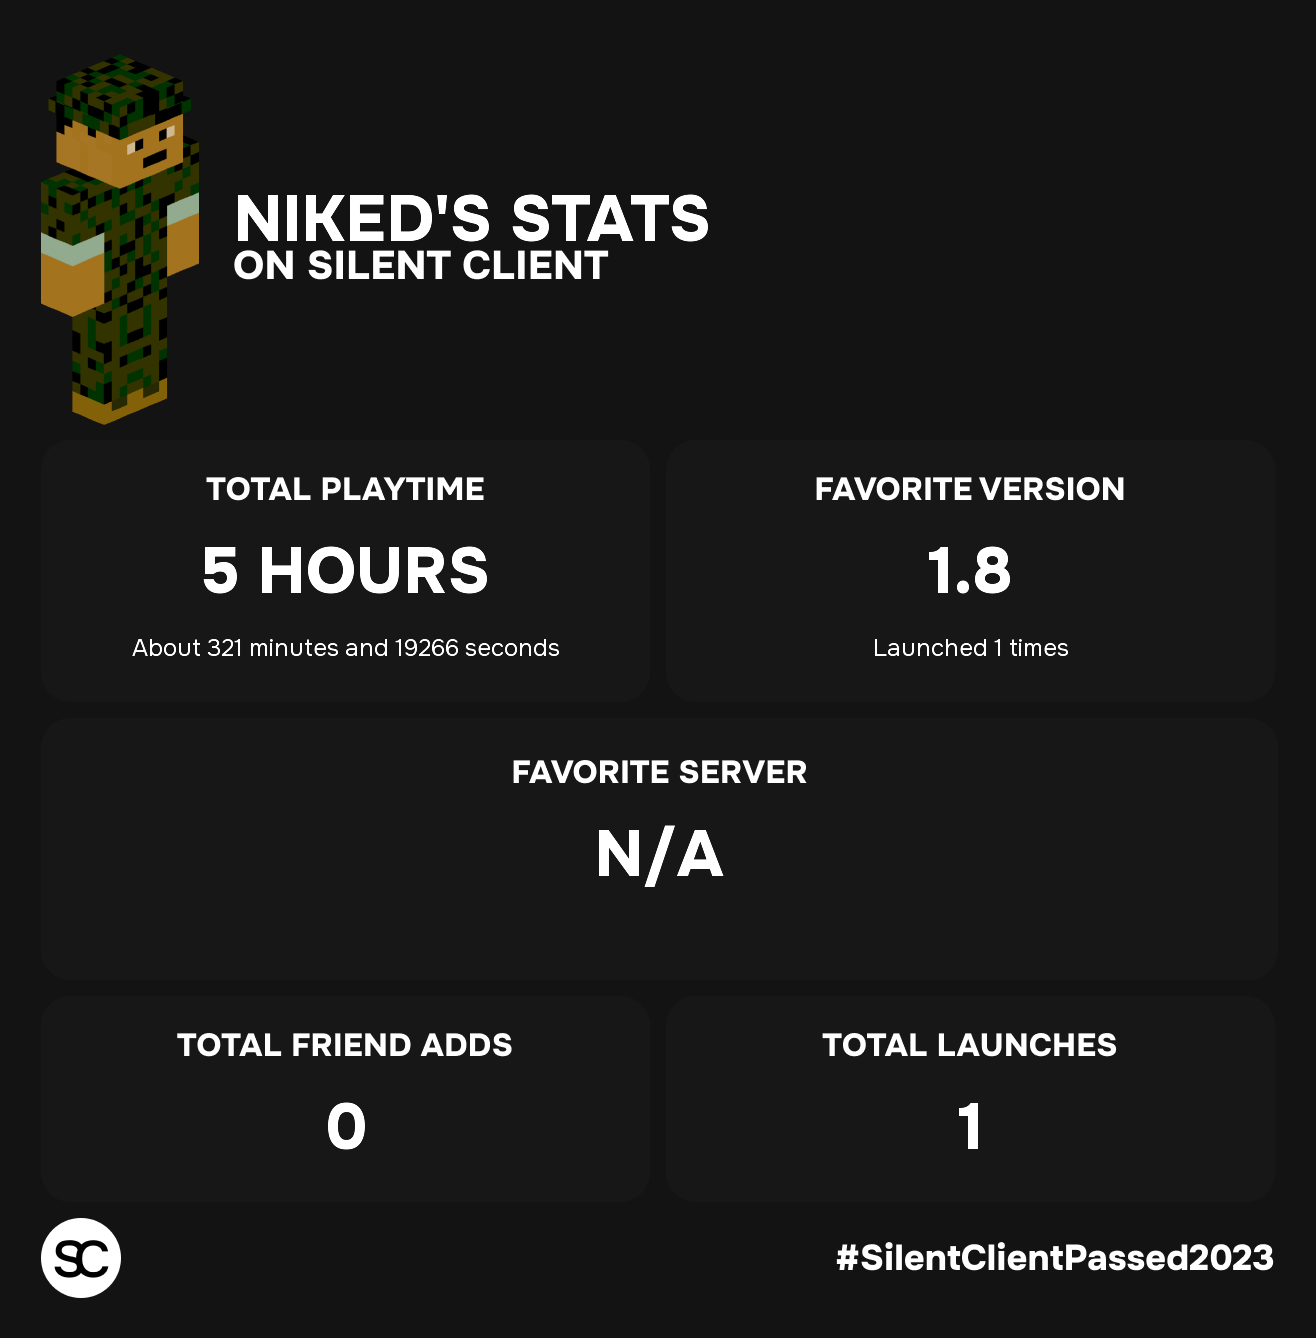 NIKED'S STATS
ON SILENT CLIENT
TOTAL PLAYTIME
5 HOURS
About 321 minutes and 19266 seconds
FAVORITE VERSION
1.8
Launched 1 times
FAVORITE SERVER
N/A
TOTAL FRIEND ADDS
0
TOTAL LAUNCHES
1
SC
#SilentClientPassed2023